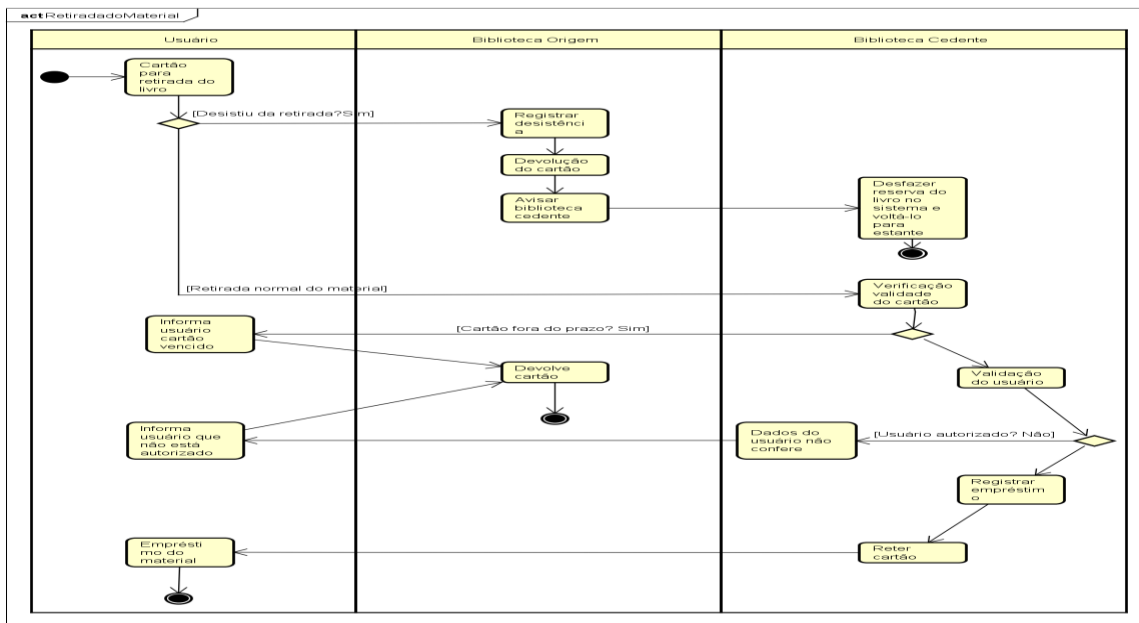 act RetiradadoMaterial
Usuário
Biblioteca Origem
Biblioteca Cedente
Cartão
para
retirada do
livro
[Desistiu da retirada?Sim]
Registrar
desistênci
a
Devolução
do cartão
Avisar
biblioteca
cedente
Desfazer
reserva do
livro no
sistema e
voltá-lo
para
estante
[Retirada normal do material]
Verificação
validade
do cartão
[Cartão fora do prazo? Sim]
Informa
usuário
cartão
vencido
Devolve
cartão
Validação
do usuário
Informa
usuário que
não está
autorizado
Dados do
usuário não
confere
[Usuário autorizado? Não]
Registrar
empréstim
o
Reter
cartão
Emprésti
mo do
material